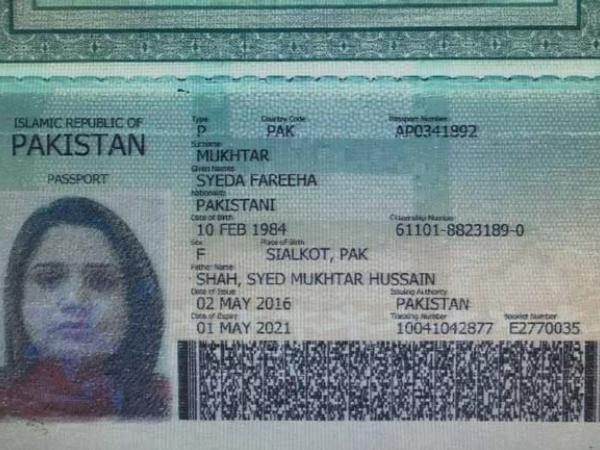 ISLAMIC REPUBLIC OF
PAKISTAN
PASSPORT
Type Country Code Passport Number
P PAK AP0341892
Surname
MUKHTAR
Given Names
SYEDA FAREEHA
Nationality
PAKISTANI
Date of Birth Citizenship Number
10 FEB 1984 61101-8823189-0
Sex Place of Birth
F SIALKOT, PAK
Father Name
SHAH, SYED MUKHTAR HUSSAIN
Date of Issue Issuing Authority
02 MAY 2016 PAKISTAN
Date of Expiry Tracking Number Booklet Number
01 MAY 2021 10041042877 E2770035